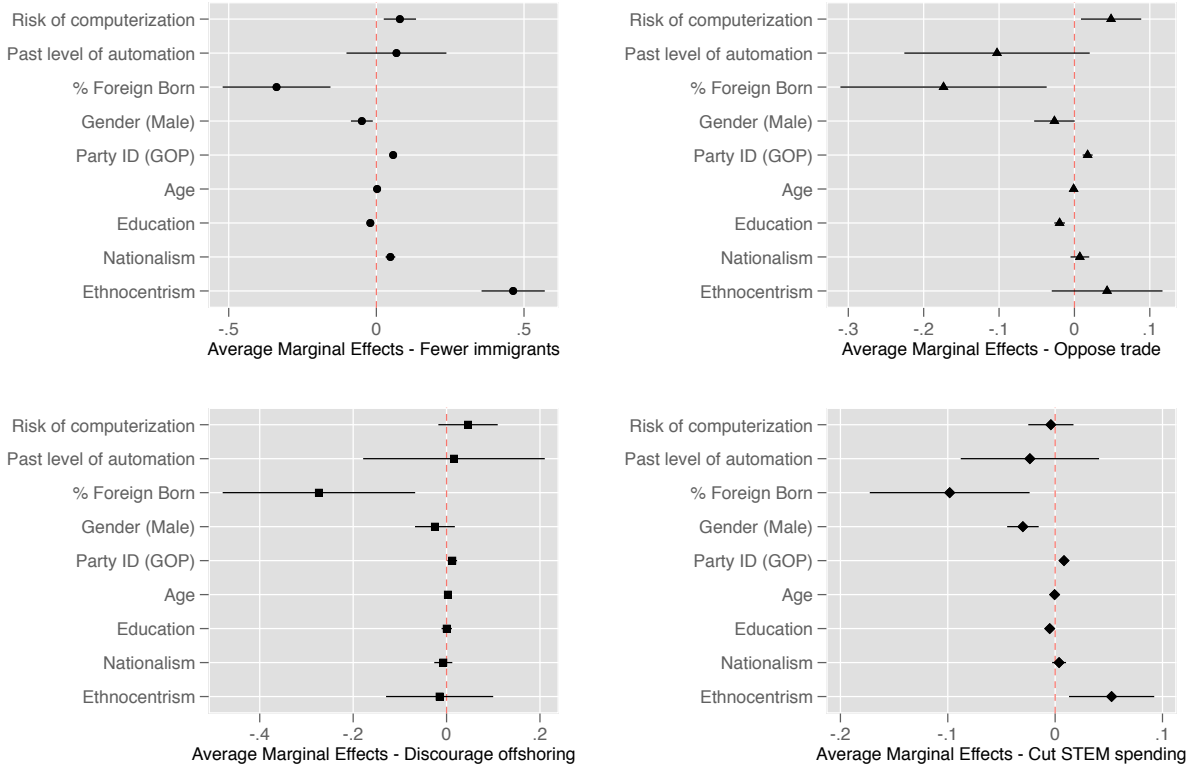 Risk of computerization
Past level of automation
% Foreign Born
Gender (Male)
Party ID (GOP)
Age
Education
Nationalism
Ethnocentrism
-.5 0 .5
Average Marginal Effects - Fewer immigrants
Risk of computerization
Past level of automation
% Foreign Born
Gender (Male)
Party ID (GOP)
Age
Education
Nationalism
Ethnocentrism
-.3 -.2 -.1 0 .1
Average Marginal Effects - Oppose trade
Risk of computerization
Past level of automation
% Foreign Born
Gender (Male)
Party ID (GOP)
Age
Education
Nationalism
Ethnocentrism
-.4 -.2 0 .2
Average Marginal Effects - Discourage offshoring
Risk of computerization
Past level of automation
% Foreign Born
Gender (Male)
Party ID (GOP)
Age
Education
Nationalism
Ethnocentrism
-.2 -.1 0 .1
Average Marginal Effects - Cut STEM spending